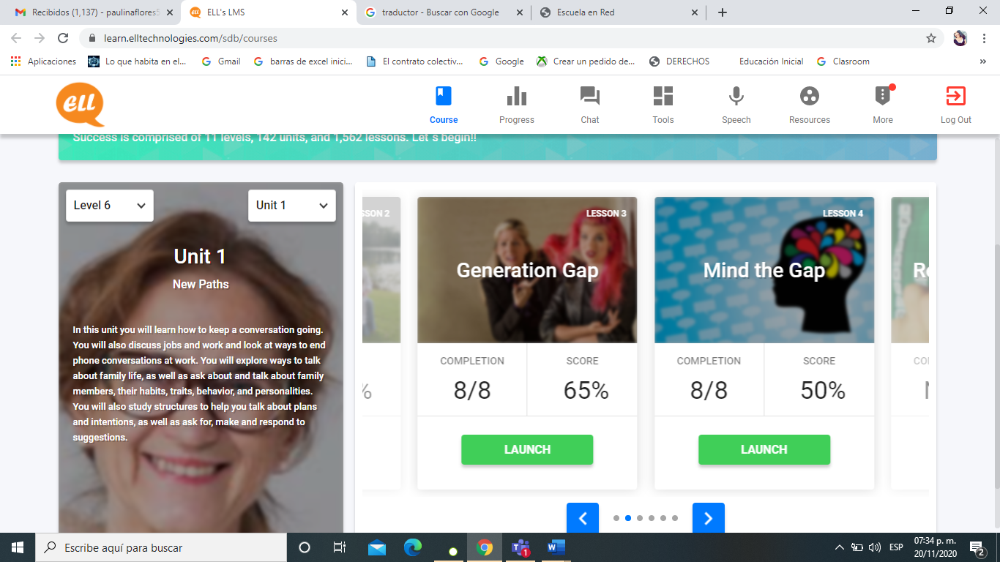 Recibidos (1,137) - paulinaflores5
ELL's LMS
traductor - Buscar con Google
Escuela en Red
learn.elltechnologies.com/sdb/courses
Aplicaciones
Lo que habita en el...
Gmail
barras de excel inici...
El contrato colectiv...
Google
Crear un pedido de...
DERECHOS
Educación Inicial
Clasroom
»
ell
Course
Progress
Chat
Tools
Speech
Resources
More
Log Out
Success is comprised of 11 levels, 142 units, and 1,562 lessons. Let´s begin!!
Level 6
Unit 1
Unit 1
New Paths
In this unit you will learn how to keep a conversation going.
You will also discuss jobs and work and look at ways to end
phone conversations at work. You will explore ways to talk
about family life, as well as ask about and talk about family
members, their habits, traits, behavior, and personalities.
You will also study structures to help you talk about plans
and intentions, as well as ask for, make and respond to
suggestions.
SSON 2
%
LESSON 3
Generation Gap
COMPLETION
SCORE
8/8
65%
LAUNCH
LESSON 4
Mind the Gap
COMPLETION
SCORE
8/8
50%
LAUNCH
CO
Escribe aquí para buscar
1
ESP
07:34 p. m.
20/11/2020
2